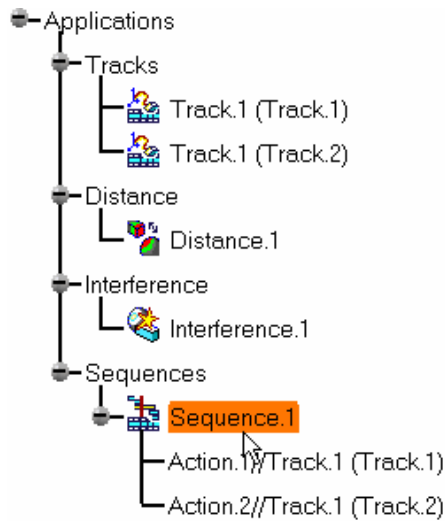 Applications
Tracks
Track.1 (Track.1)
Track.1 (Track.2)
Distance
Distance.1
Interference
Interference.1
Sequences
Sequence.1
Action.1//Track.1 (Track.1)
Action.2//Track.1 (Track.2)